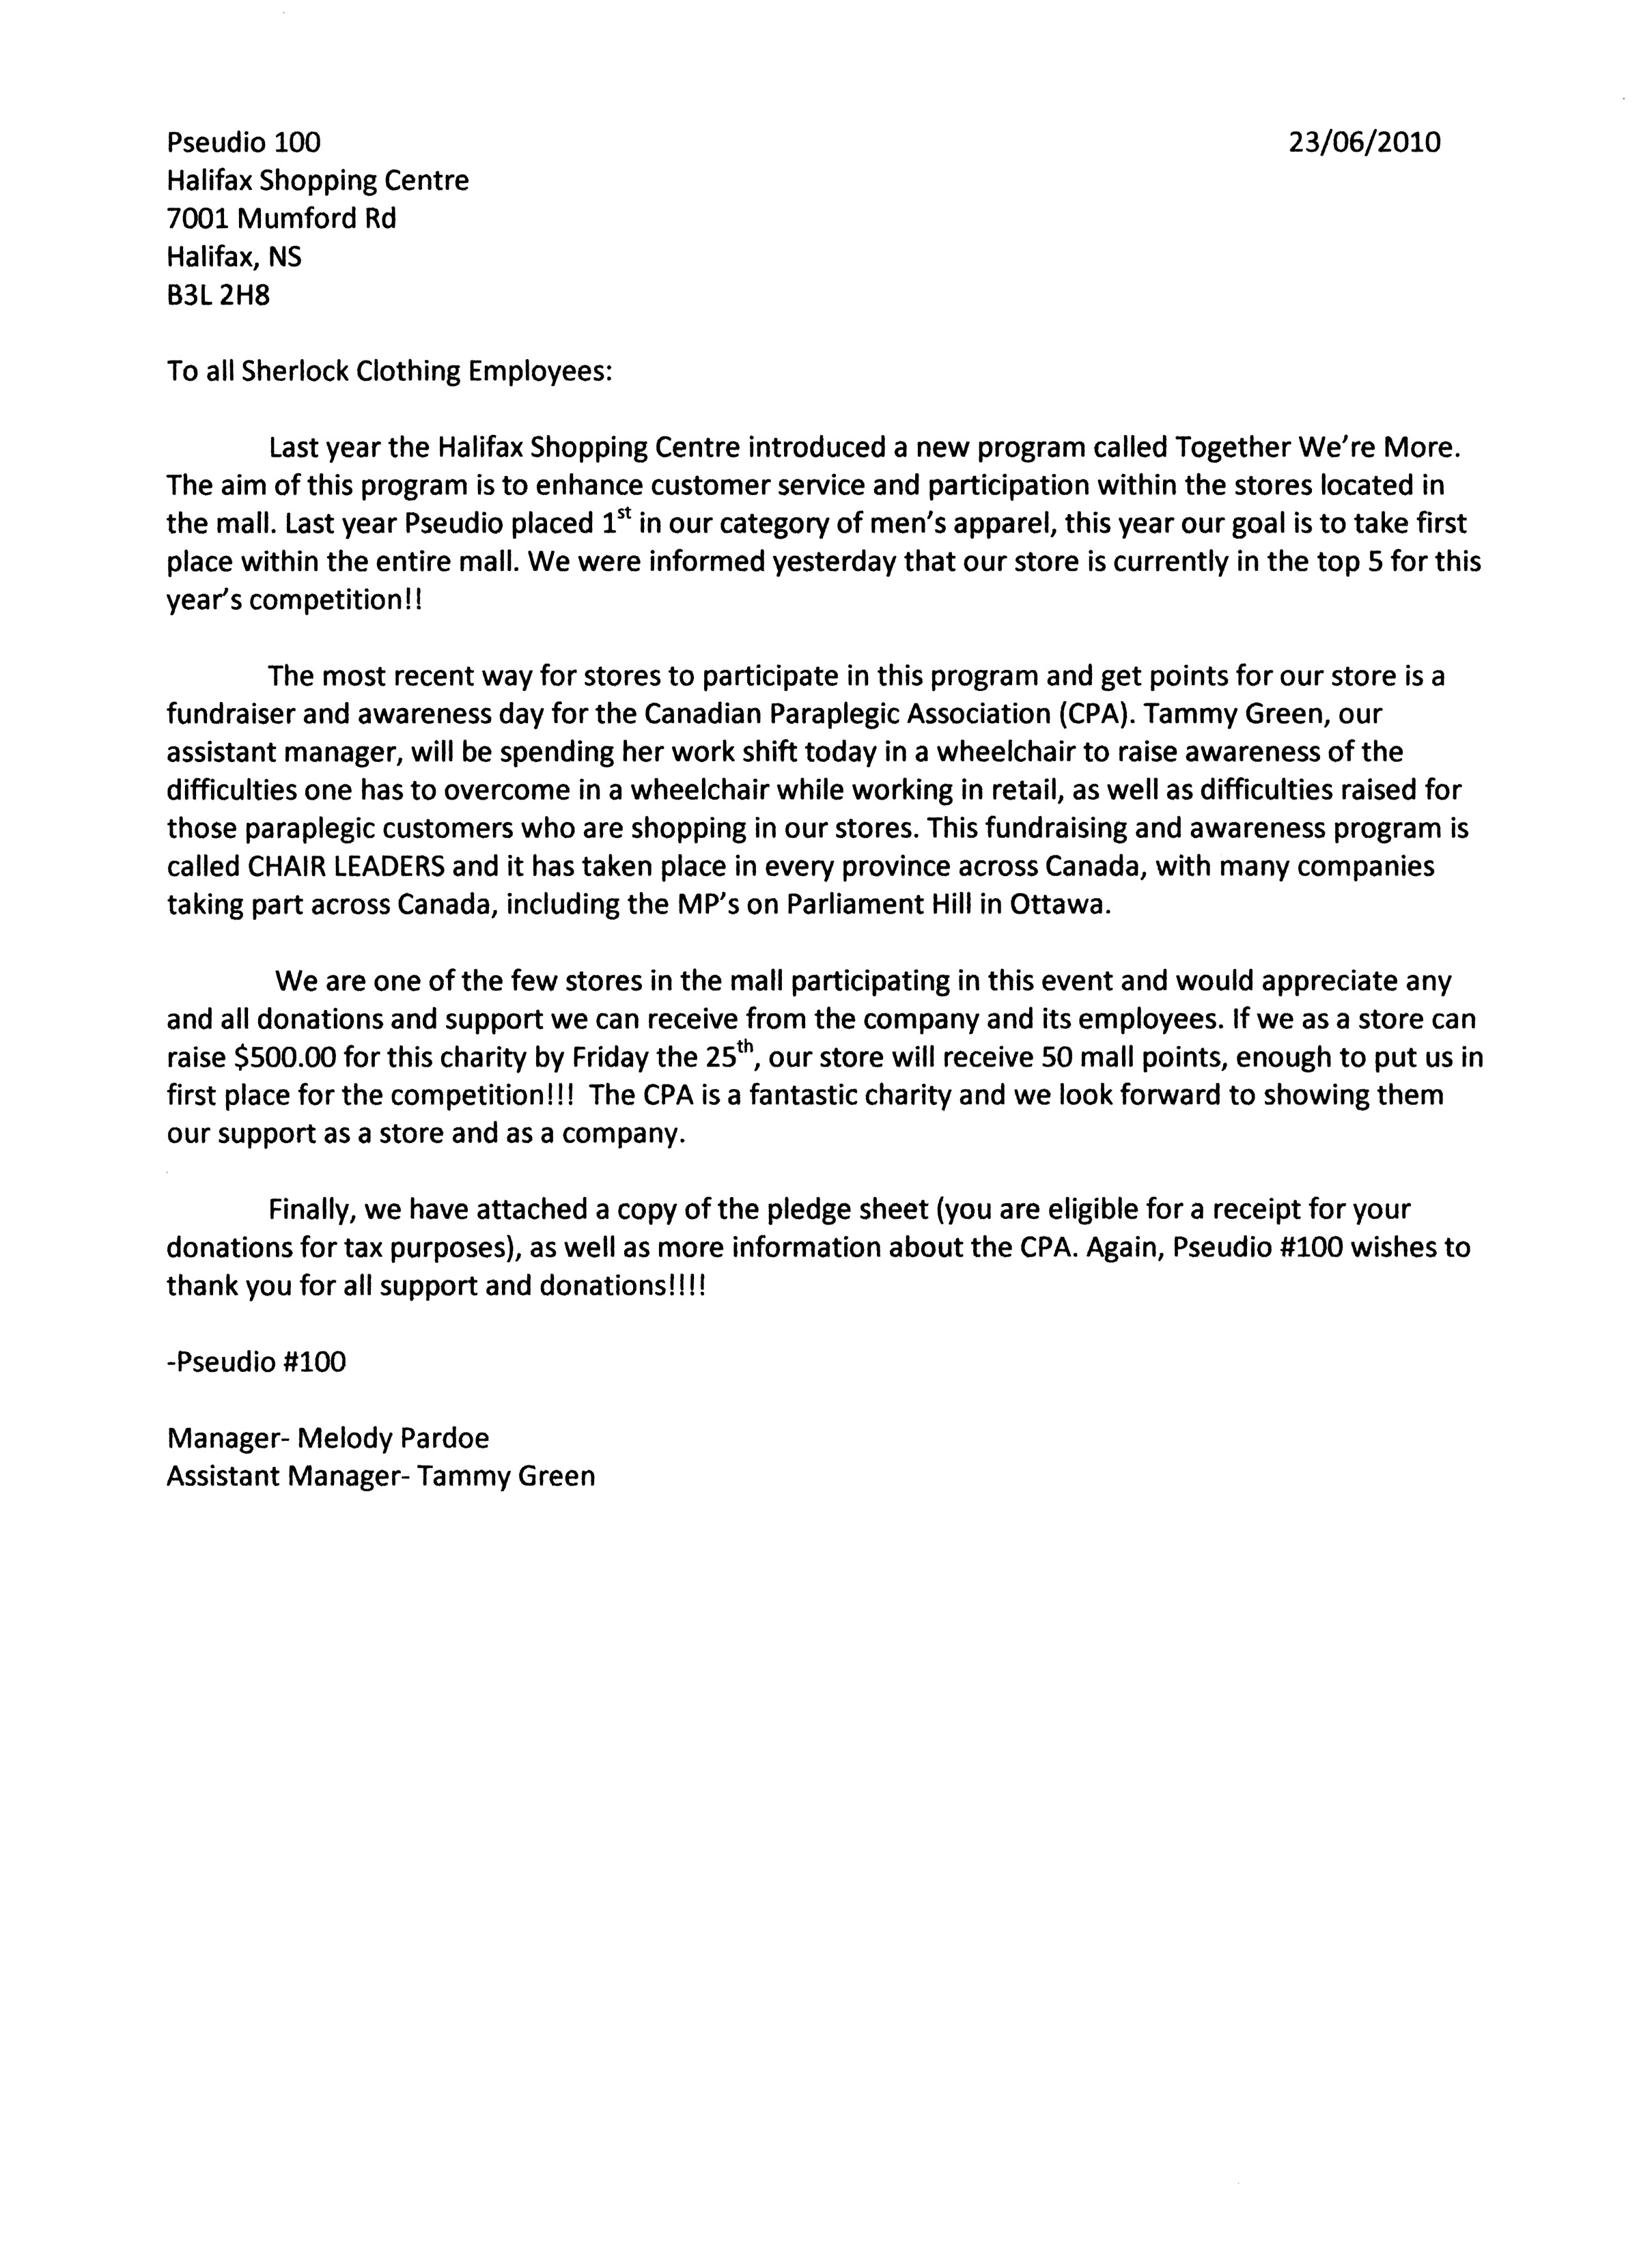 Pseudio 100 23/06/2010
Halifax Shopping Centre
7001 Mumford Rd
Halifax, NS
B3L 2H8
To all Sherlock Clothing Employees:
Last year the Halifax Shopping Centre introduced a new program called Together We're More.
The aim of this program is to enhance customer service and participation within the stores located in
the mall. Last year Pseudio placed 1st in our category of men's apparel, this year our goal is to take first
place within the entire mall. We were informed yesterday that our store is currently in the top 5 for this
year's competition!!
The most recent way for stores to participate in this program and get points for our store is a
fundraiser and awareness day for the Canadian Paraplegic Association (CPA). Tammy Green, our
assistant manager, will be spending her work shift today in a wheelchair to raise awareness of the
difficulties one has to overcome in a wheelchair while working in retail, as well as difficulties raised for
those paraplegic customers who are shopping in our stores. This fundraising and awareness program is
called CHAIR LEADERS and it has taken place in every province across Canada, with many companies
taking part across Canada, including the MP's on Parliament Hill in Ottawa.
We are one of the few stores in the mall participating in this event and would appreciate any
and all donations and support we can receive from the company and its employees. If we as a store can
raise $500.00 for this charity by Friday the 25th, our store will receive 50 mall points, enough to put us in
first place for the competition!!! The CPA is a fantastic charity and we look forward to showing them
our support as a store and as a company.
Finally, we have attached a copy of the pledge sheet (you are eligible for a receipt for your
donations for tax purposes), as well as more information about the CPA. Again, Pseudio #100 wishes to
thank you for all support and donations!!!!
-Pseudio #100
Manager- Melody Pardoe
Assistant Manager- Tammy Green